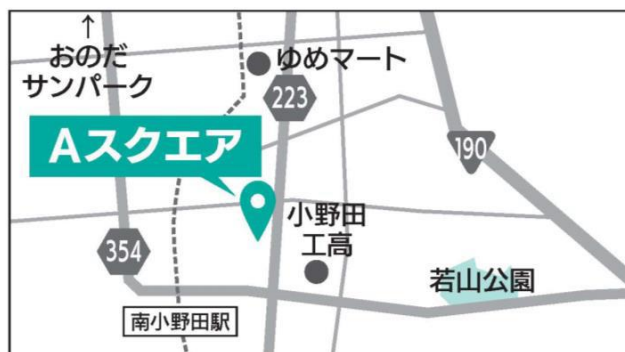 ↑
おのだ
サンパーク
ゆめマート
223
Aスクエア
190
小野田
工高
354
若山公園
南小野田駅